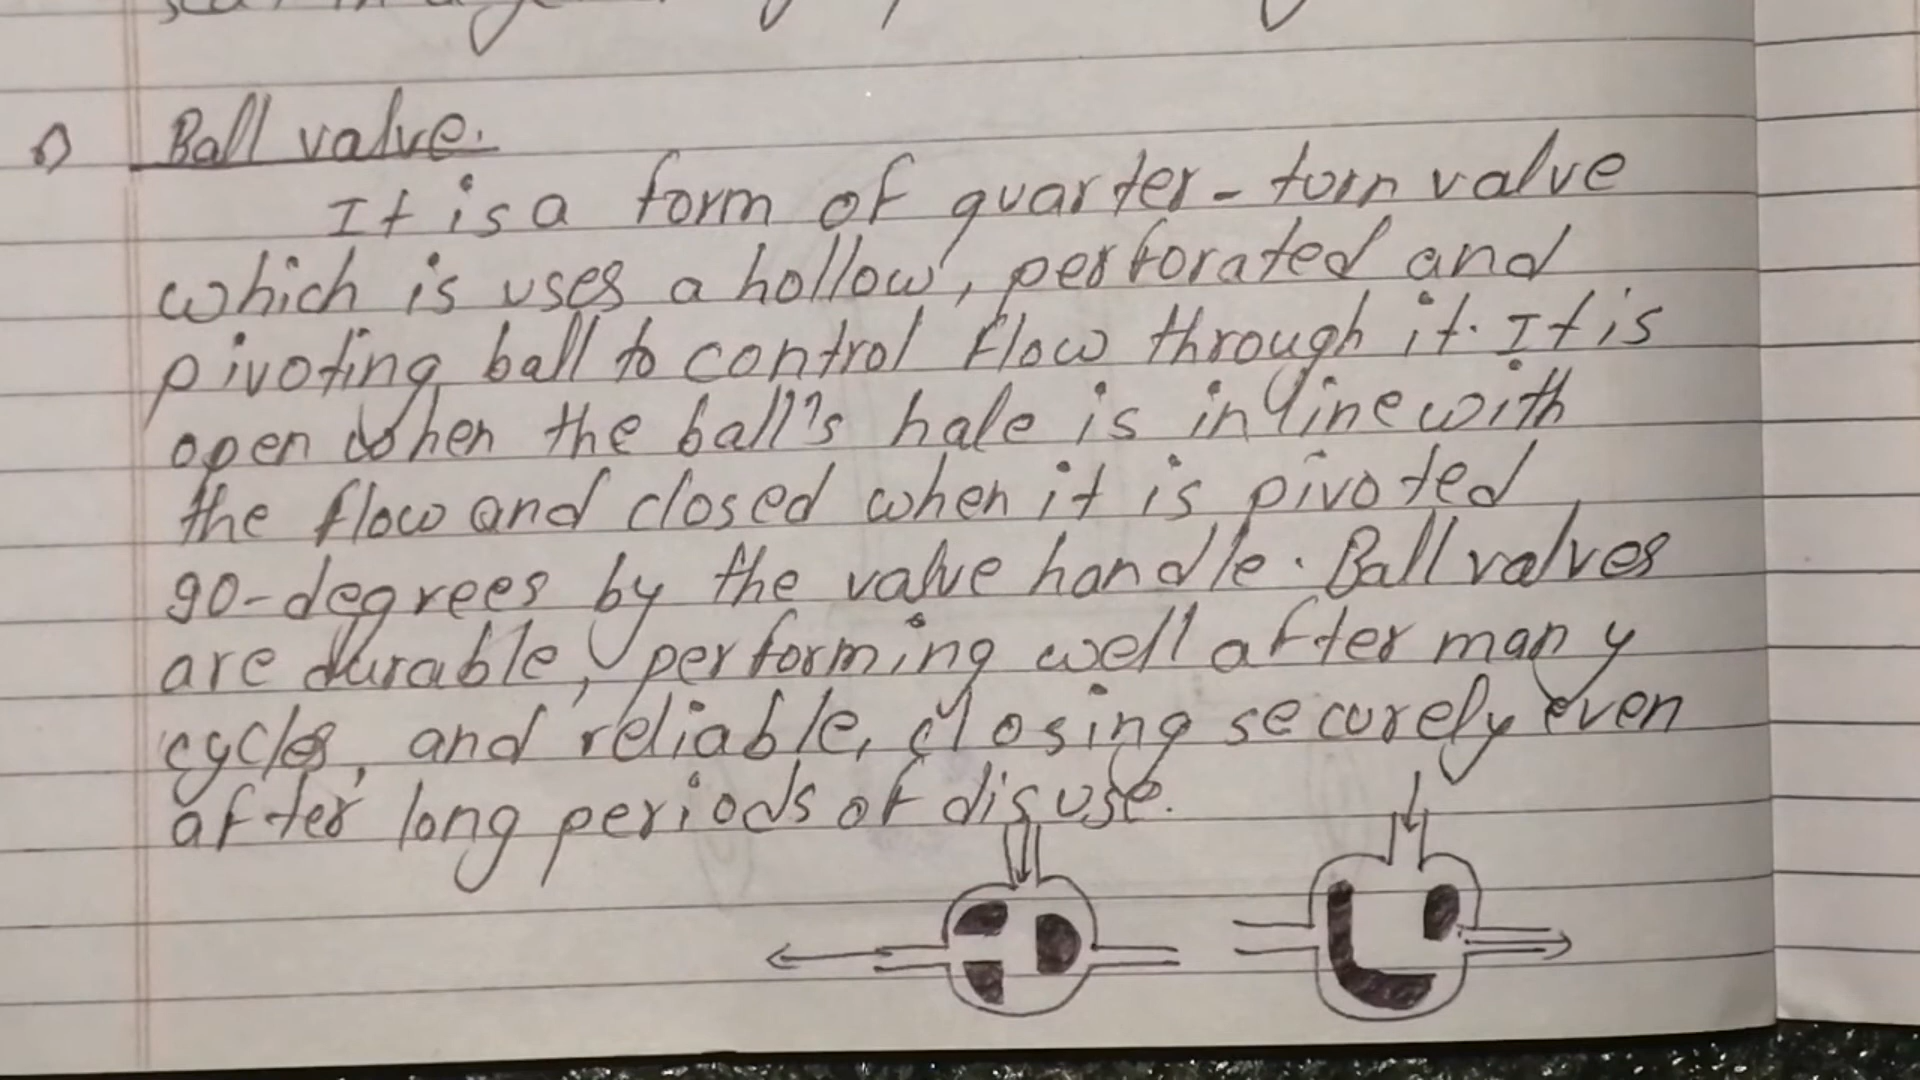 Ball valve.
It is a form of quarter-torn valve
which is uses a hollow, perforated and
pivoting ball to control flow through it. It is
open when the ball's hale is in line with
the flow and closed when it is pivoted
90-degrees by the valve handle. Ball valves
are durable, performing well after many
cycles, and reliable, closing securely even
after long periods of disuse.